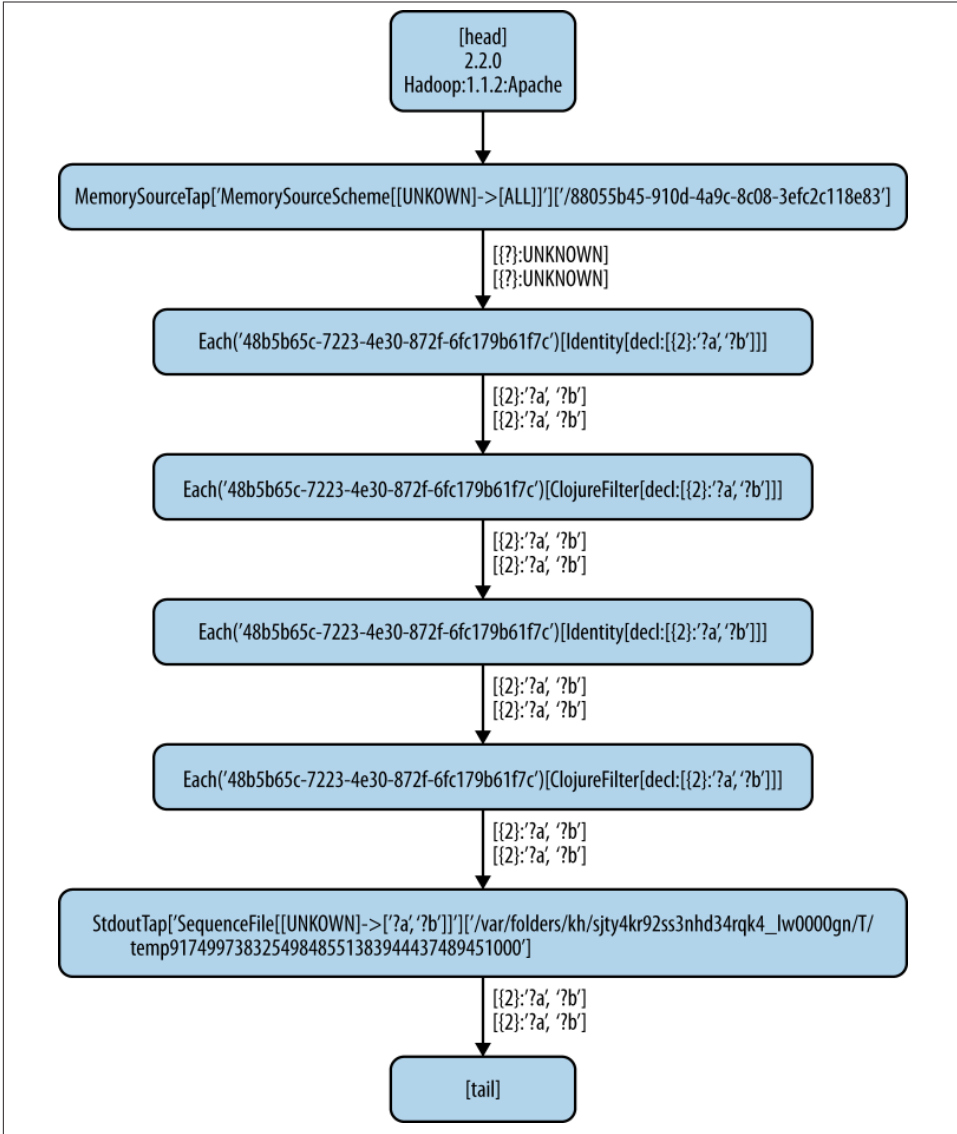 [head]
2.2.0
Hadoop:1.1.2:Apache
MemorySourceTap['MemorySourceScheme[[UNKOWN]->[ALL]]']['/88055b45-910d-4a9c-8c08-3efc2c118e83']
[{?}:UNKNOWN]
[{?}:UNKNOWN]
Each('48b5b65c-7223-4e30-872f-6fc179b61f7c')[Identity[decl:[{2}:'?a', '?b']]]
[{2}:'?a', '?b']
[{2}:'?a', '?b']
Each('48b5b65c-7223-4e30-872f-6fc179b61f7c')[ClojureFilter[decl:[{2}:'?a', '?b']]]
[{2}:'?a', '?b']
[{2}:'?a', '?b']
Each('48b5b65c-7223-4e30-872f-6fc179b61f7c')[Identity[decl:[{2}:'?a', '?b']]]
[{2}:'?a', '?b']
[{2}:'?a', '?b']
Each('48b5b65c-7223-4e30-872f-6fc179b61f7c')[ClojureFilter[decl:[{2}:'?a', '?b']]]
[{2}:'?a', '?b']
[{2}:'?a', '?b']
StdoutTap['SequenceFile[[UNKOWN]->['?a', '?b']]']['/var/folders/kh/sjty4kr92ss3nhd34rqk4_lw0000gn/T/
temp91749973832549848551383944437489451000']
[{2}:'?a', '?b']
[{2}:'?a', '?b']
[tail]